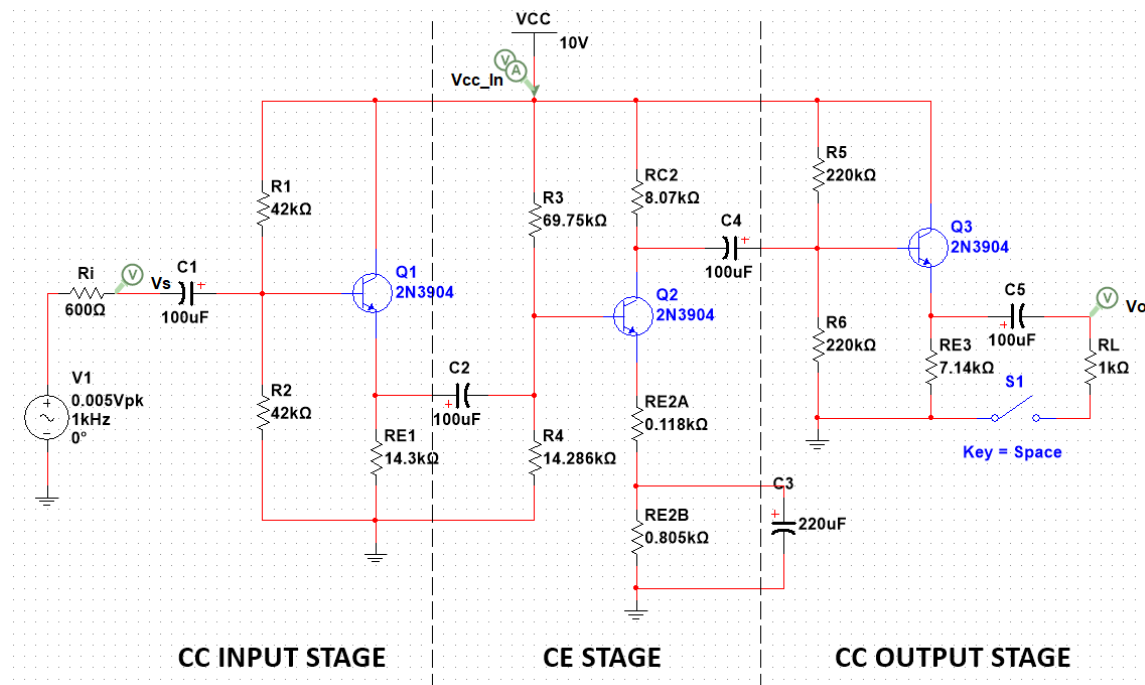 VCC
10V
Vcc_In
V
A
R1
42kΩ
R3
69.75kΩ
RC2
8.07kΩ
R5
220kΩ
C4
100uF
Q3
2N3904
Ri
600Ω
V
Vs
C1
100uF
Q1
2N3904
Q2
2N3904
C5
100uF
V
Vo
V1
0.005Vpk
1kHz
0°
R2
42kΩ
C2
100uF
RE1
14.3kΩ
R4
14.286kΩ
RE2A
0.118kΩ
R6
220kΩ
RE3
7.14kΩ
S1
RL
1kΩ
Key = Space
RE2B
0.805kΩ
C3
220uF
CC INPUT STAGE
CE STAGE
CC OUTPUT STAGE